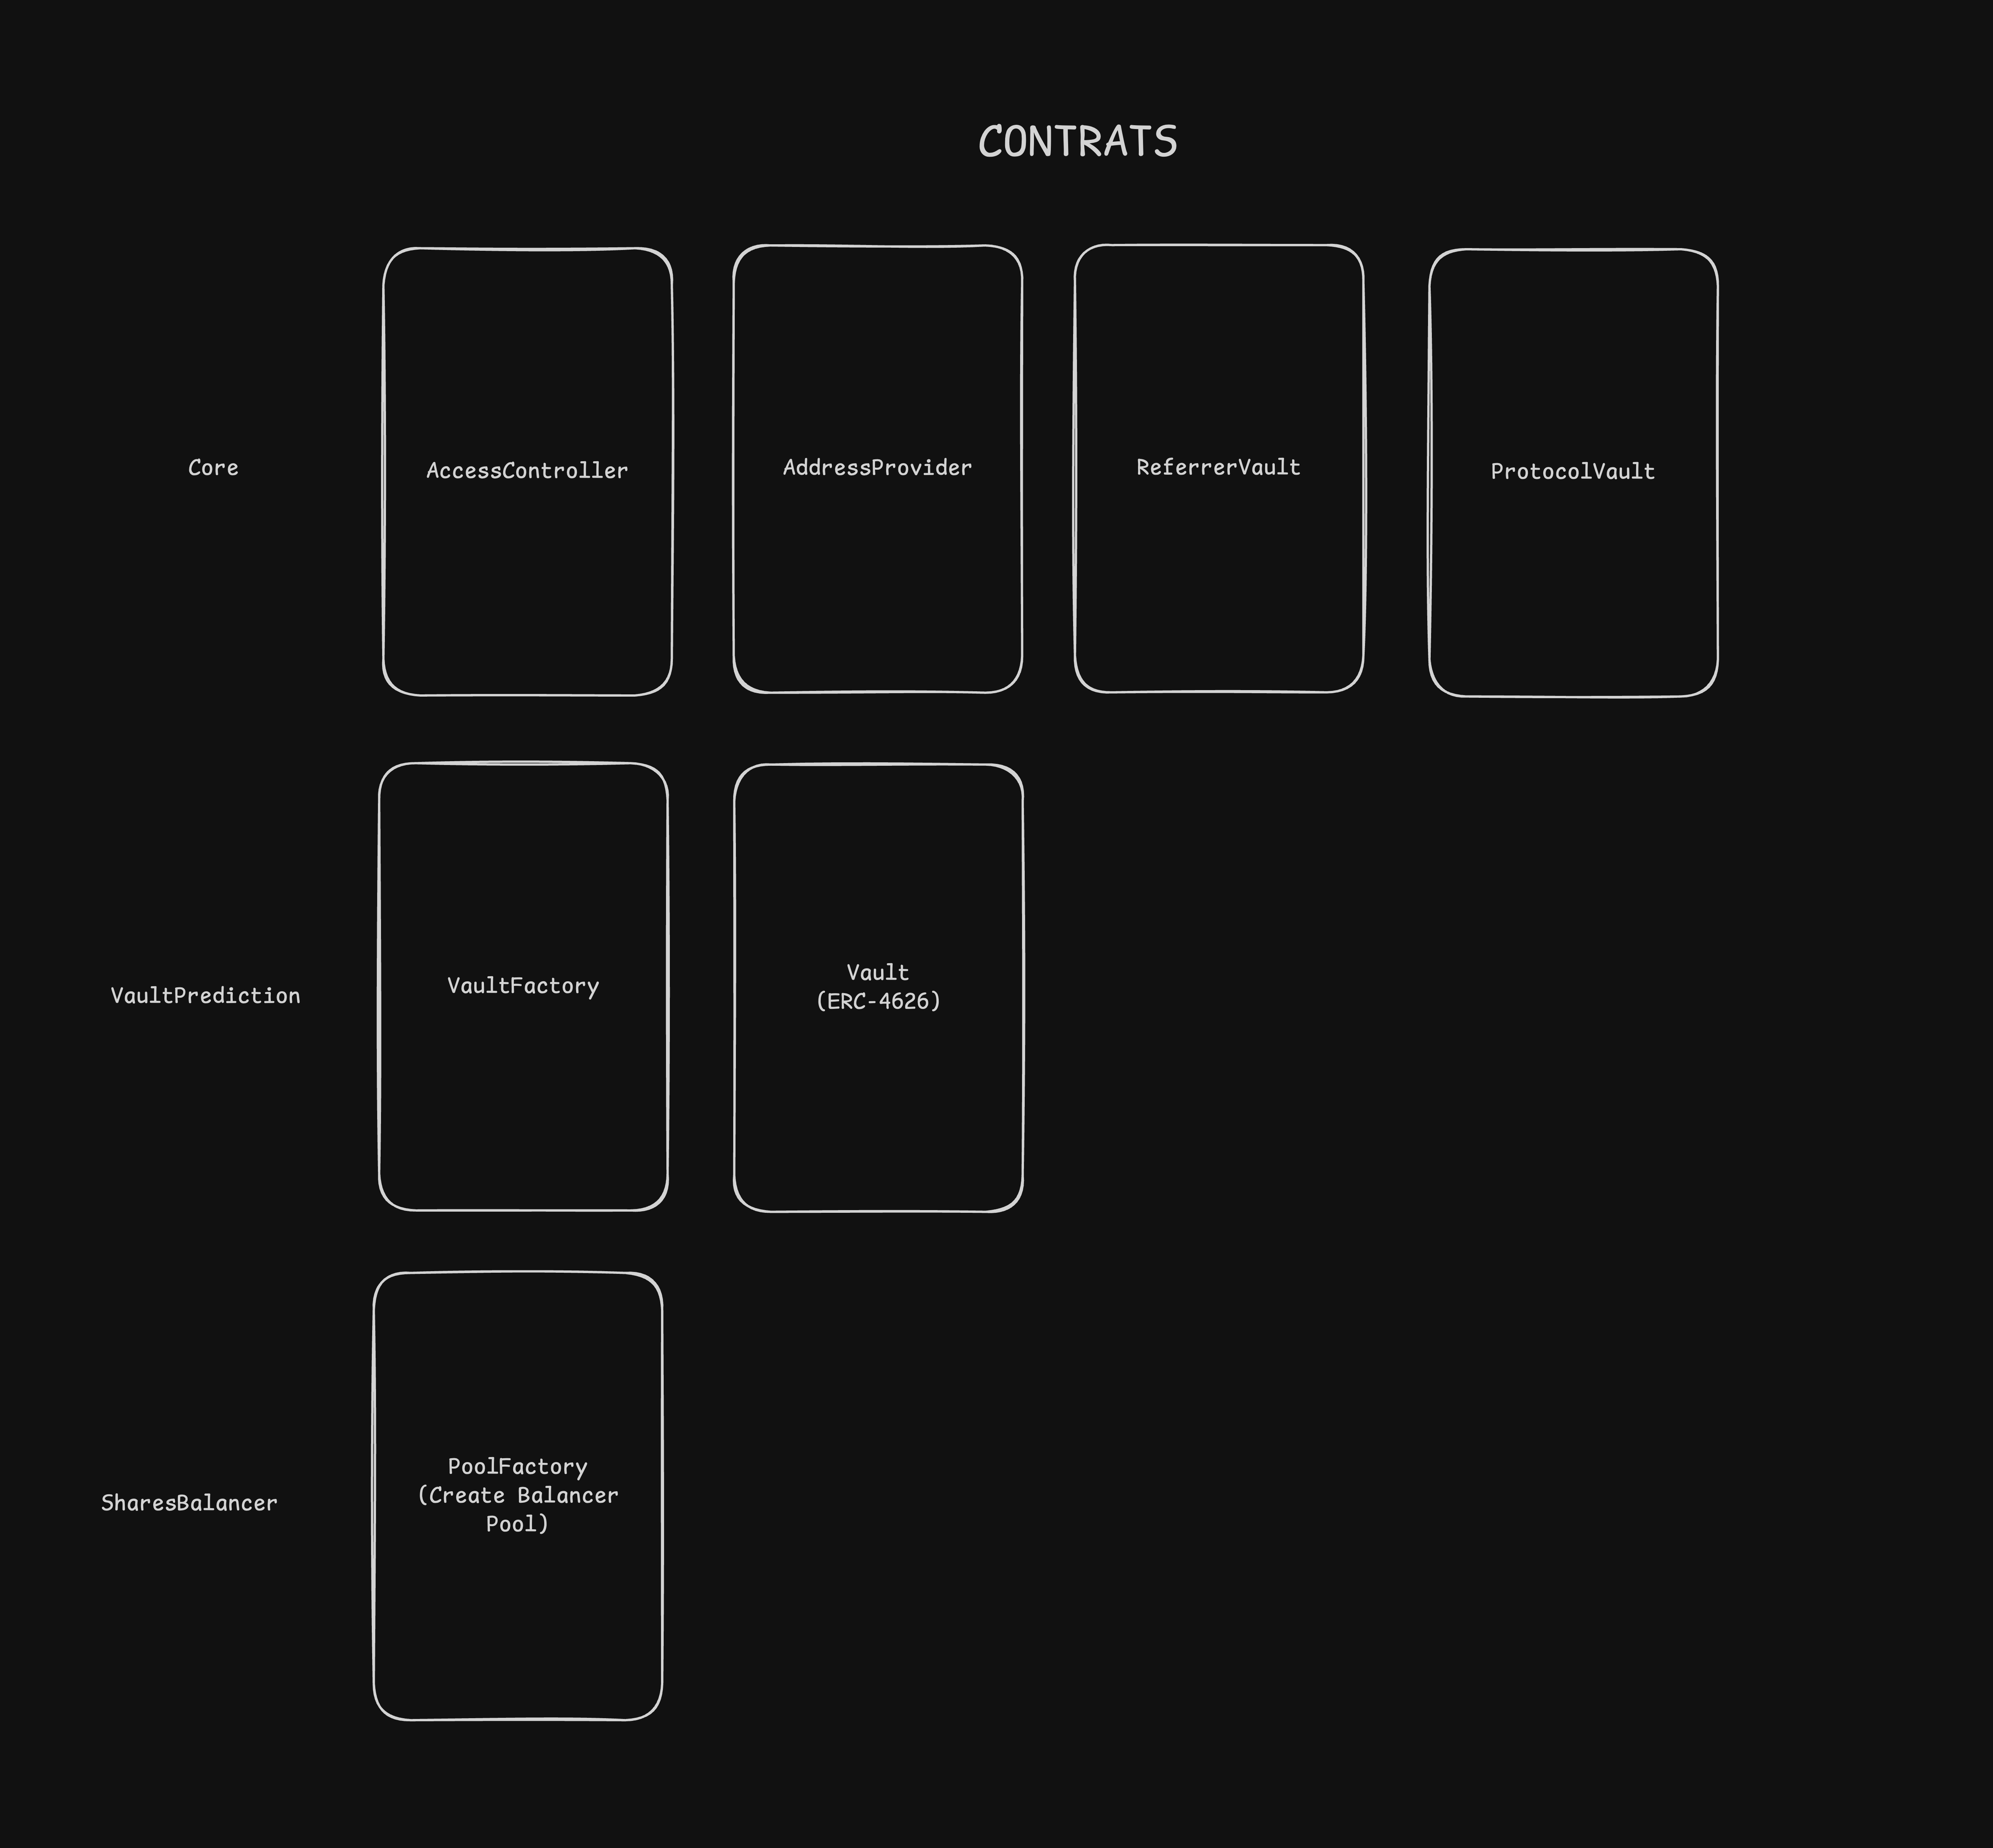 CONTRATS
Core
AccessController
AddressProvider
ReferrerVault
ProtocolVault
VaultPrediction
VaultFactory
Vault
(ERC-4626)
SharesBalancer
PoolFactory
(Create Balancer
Pool)